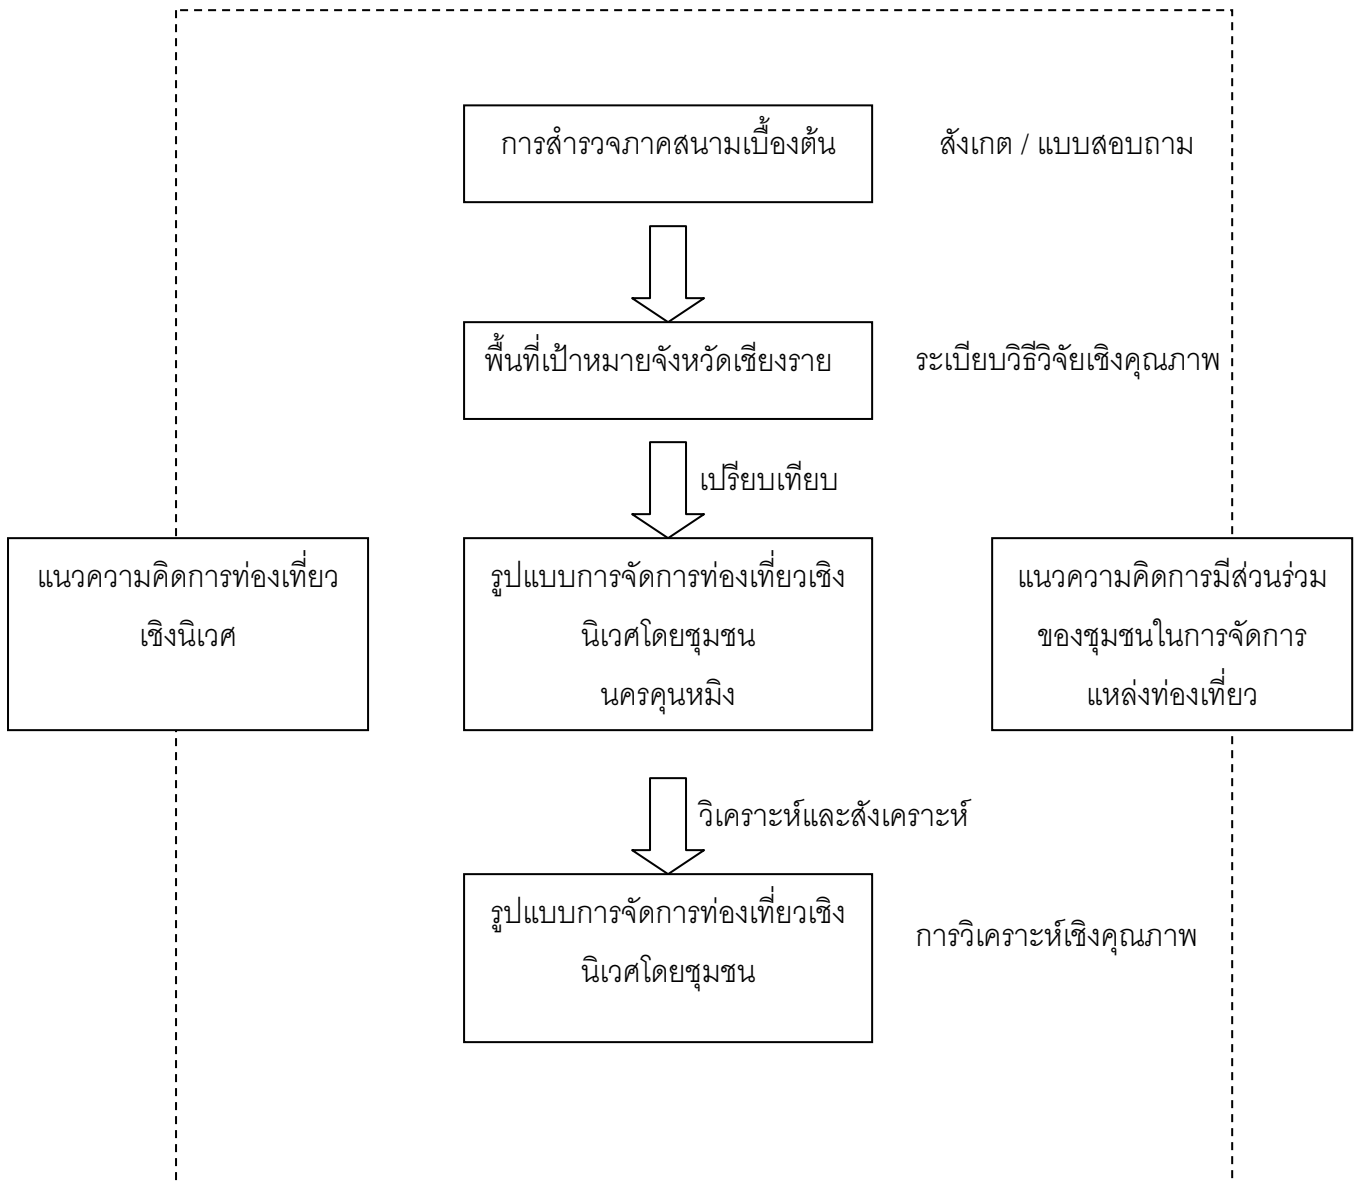 การสำรวจภาคสนามเบื้องต้น
สังเกต / แบบสอบถาม
พื้นที่เป้าหมายจังหวัดเชียงราย
ระเบียบวิธีวิจัยเชิงคุณภาพ
เปรียบเทียบ
แนวความคิดการท่องเที่ยว
เชิงนิเวศ
รูปแบบการจัดการท่องเที่ยวเชิง
นิเวศโดยชุมชน
นครคุนหมิง
แนวความคิดการมีส่วนร่วม
ของชุมชนในการจัดการ
แหล่งท่องเที่ยว
วิเคราะห์และสังเคราะห์
รูปแบบการจัดการท่องเที่ยวเชิง
นิเวศโดยชุมชน
การวิเคราะห์เชิงคุณภาพ